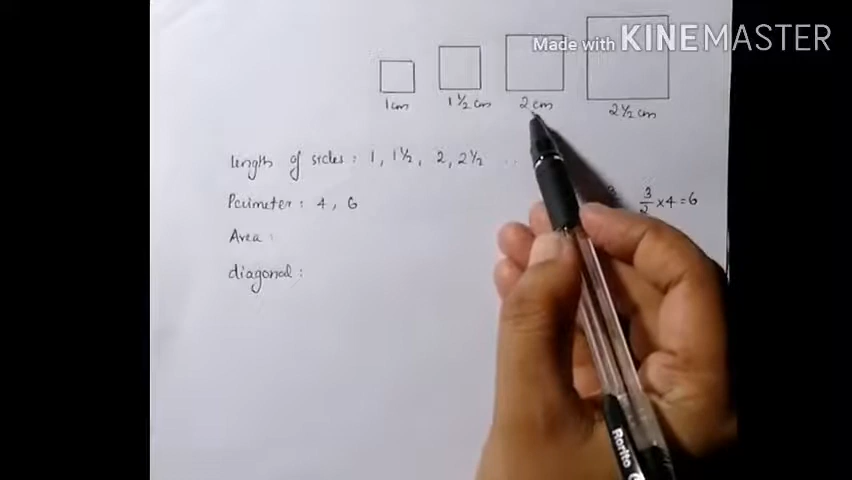 Made with KINEMASTER
1 cm 1 1/2 cm 2 cm 2 1/2 cm
length of sides : 1, 1 1/2, 2, 2 1/2 ...
Perimeter : 4, 6
3/2 × 4 = 6
Area :
diagonal :
Rorito